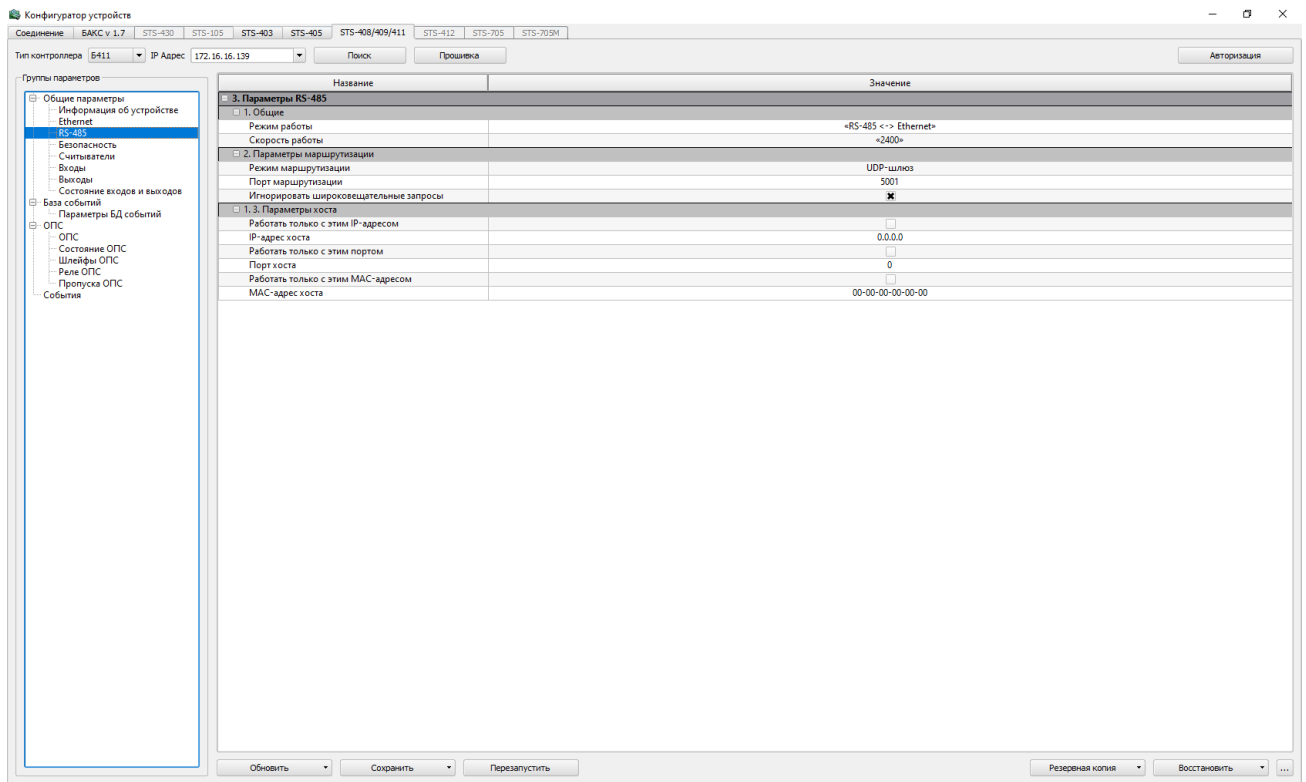 Конфигуратор устройств
Соединение БАКС v 1.7 STS-430 STS-105 STS-403 STS-405 STS-408/409/411 STS-412 STS-705 STS-705M
Тип контроллера Б411 IP Адрес 172.16.16.139 Поиск Прошивка Авторизация
Группы параметров
Общие параметры
Информация об устройстве
Ethernet
RS-485
Безопасность
Считыватели
Входы
Выходы
Состояние входов и выходов
База событий
Параметры БД событий
ОПС
ОПС
Состояние ОПС
Шлейфы ОПС
Реле ОПС
Пропуска ОПС
События
Название Значение
3. Параметры RS-485
1. Общие
Режим работы «RS-485 <-> Ethernet»
Скорость работы «2400»
2. Параметры маршрутизации
Режим маршрутизации UDP-шлюз
Порт маршрутизации 5001
Игнорировать широковещательные запросы
1. 3. Параметры хоста
Работать только с этим IP-адресом
IP-адрес хоста 0.0.0.0
Работать только с этим портом
Порт хоста 0
Работать только с этим MAC-адресом
MAC-адрес хоста 00-00-00-00-00-00
Обновить Сохранить Перезапустить Резервная копия Восстановить ...